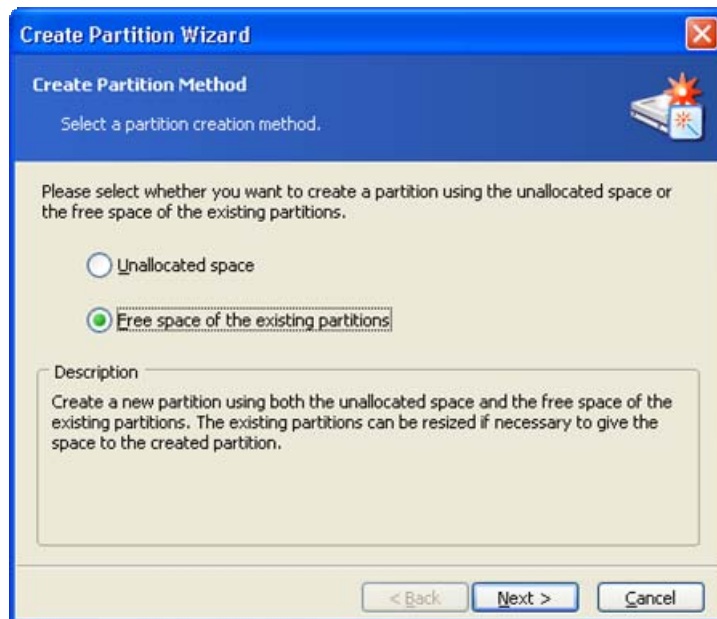 Create Partition Wizard
Create Partition Method
Select a partition creation method.
Please select whether you want to create a partition using the unallocated space or
the free space of the existing partitions.
Unallocated space
Free space of the existing partitions
Description
Create a new partition using both the unallocated space and the free space of the
existing partitions. The existing partitions can be resized if necessary to give the
space to the created partition.
< Back
Next >
Cancel